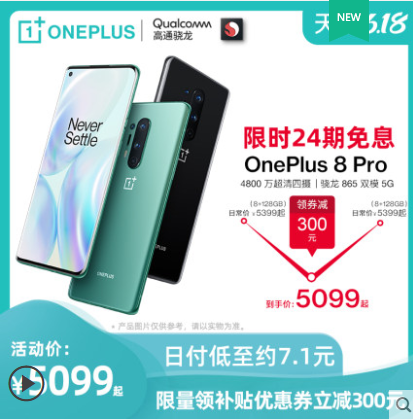 1+ ONEPLUS
Qualcomm
高通骁龙
天
6.18
NEW
Never
Settle
1+
ONEPLUS
限时24期免息
OnePlus 8 Pro
4800 万超清四摄 | 骁龙 865 双模 5G
(8+128GB)
日常价 ¥5399起
领券减
300
元
(8+128GB)
日常价 ¥5399起
到手价: 5099起
* 产品图片仅供参考，请以实物为准。
活动价:
¥5099起
日付低至约7.1元
限量领补贴优惠券立减300元